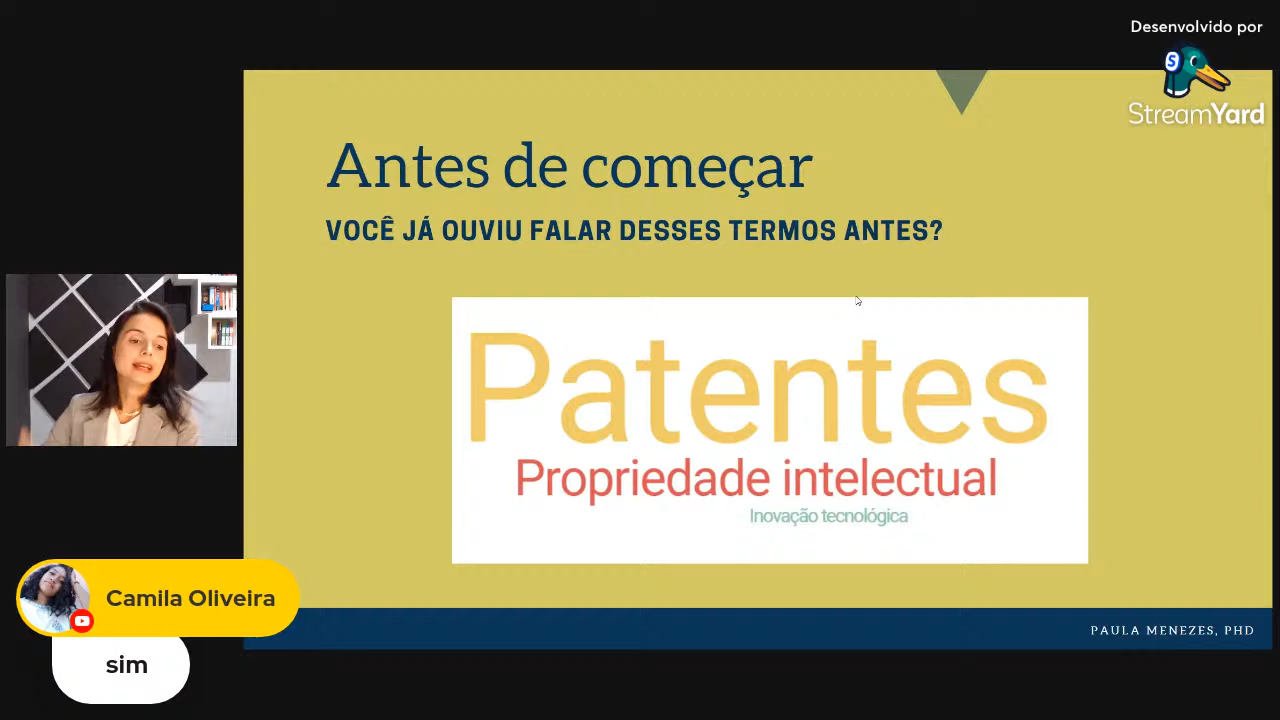 Desenvolvido por
StreamYard
Antes de começar
VOCÊ JÁ OUVIU FALAR DESSES TERMOS ANTES?
Patentes
Propriedade intelectual
Inovação tecnológica
Camila Oliveira
sim
PAULA MENEZES, PHD